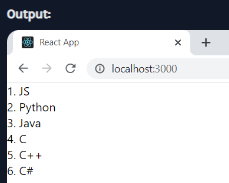 Output:
React App
localhost:3000
1. JS
2. Python
3. Java
4. C
5. C++
6. C#